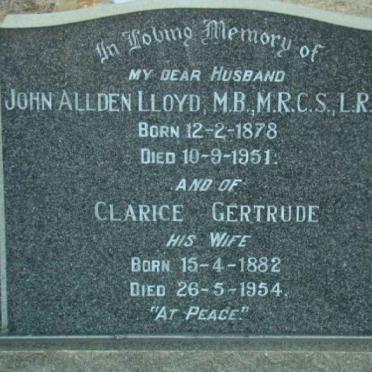 In Loving Memory of
MY DEAR HUSBAND
JOHN ALLDEN LLOYD, M.B., M.R.C.S., L.R.
BORN 12-2-1878
DIED 10-9-1951.
AND OF
CLARICE GERTRUDE
HIS WIFE
BORN 15-4-1882
DIED 26-5-1954.
"AT PEACE."